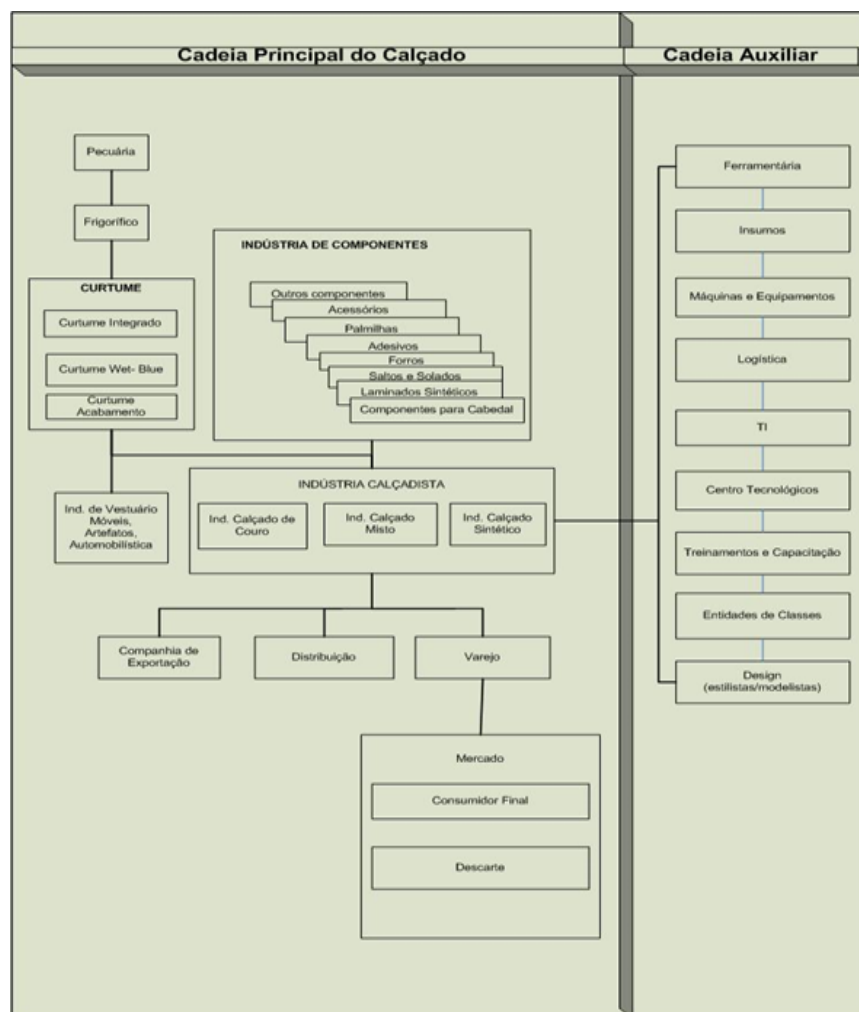 Cadeia Principal do Calçado
Cadeia Auxiliar
Pecuária
Frigorífico
CURTUME
Curtume Integrado
Curtume Wet- Blue
Curtume
Acabamento
Ind. de Vestuário
Móveis,
Artefatos,
Automobilística
INDÚSTRIA DE COMPONENTES
Outros componentes
Acessórios
Palmilhas
Adesivos
Forros
Saltos e Solados
Laminados Sintéticos
Componentes para Cabedal
INDÚSTRIA CALÇADISTA
Ind. Calçado de
Couro
Ind. Calçado
Misto
Ind. Calçado
Sintético
Companhia de
Exportação
Distribuição
Varejo
Mercado
Consumidor Final
Descarte
Ferramentária
Insumos
Máquinas e Equipamentos
Logística
TI
Centro Tecnológicos
Treinamentos e Capacitação
Entidades de Classes
Design
(estilistas/modelistas)